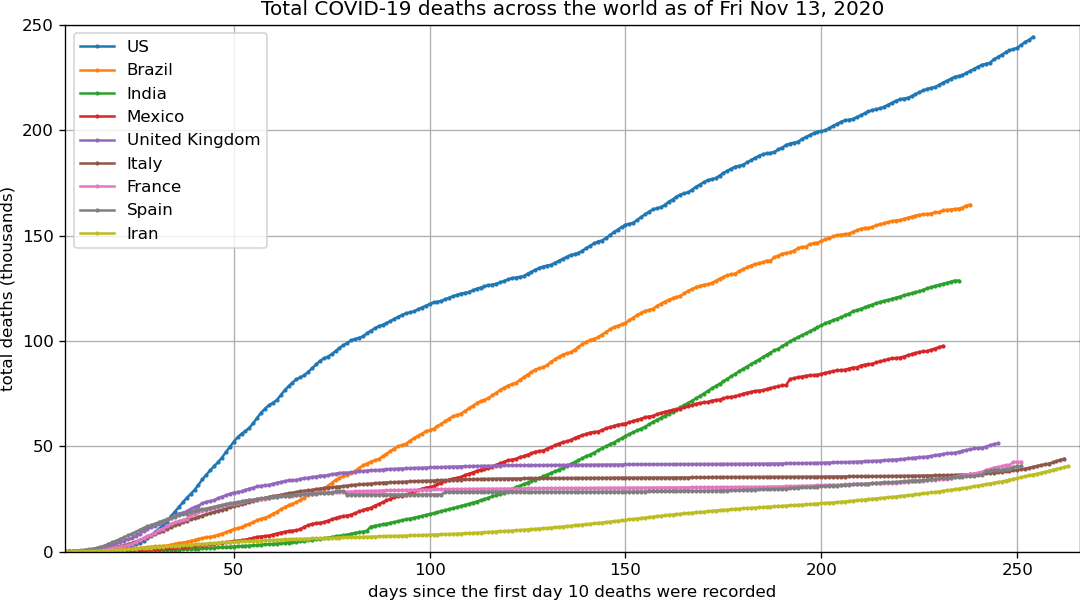 Total COVID-19 deaths across the world as of Fri Nov 13, 2020
250
200
150
100
50
0
total deaths (thousands)
US
Brazil
India
Mexico
United Kingdom
Italy
France
Spain
Iran
50
100
150
200
250
days since the first day 10 deaths were recorded